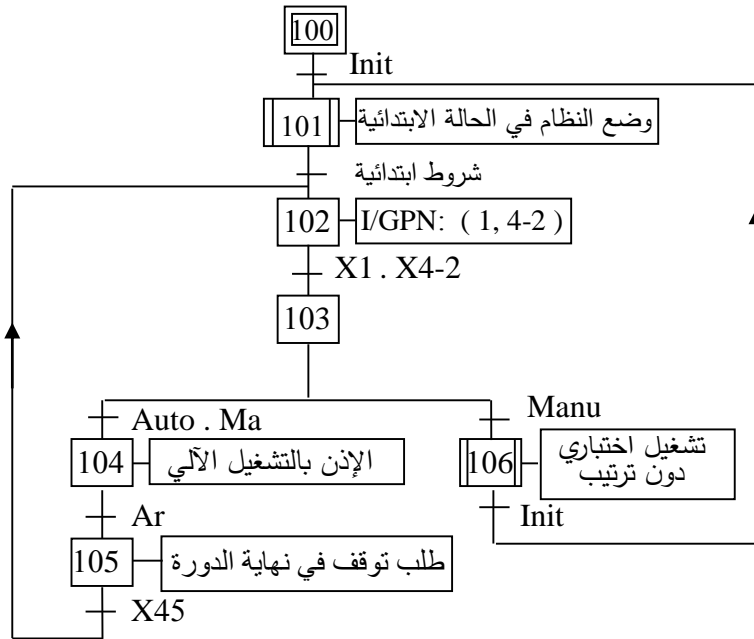 100
Init
101
وضع النظام في الحالة الابتدائية
شروط ابتدائية
102
I/GPN: ( 1, 4-2 )
X1 . X4-2
103
Auto . Ma
Manu
104
الإذن بالتشغيل الآلي
106
تشغيل اختباري
دون ترتيب
Ar
Init
105
طلب توقف في نهاية الدورة
X45